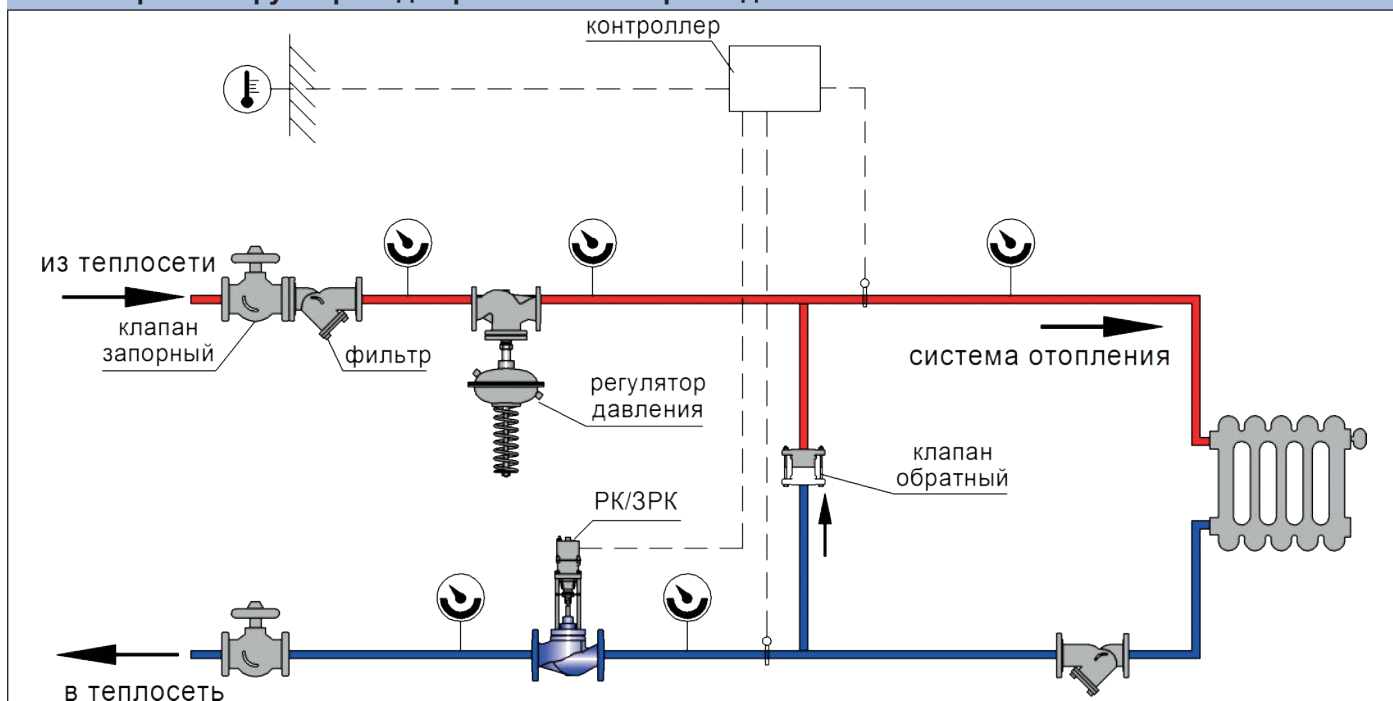 контроллер
из теплосети
клапан
запорный
фильтр
регулятор
давления
система отопления
клапан
обратный
РК/ЗРК
в теплосеть